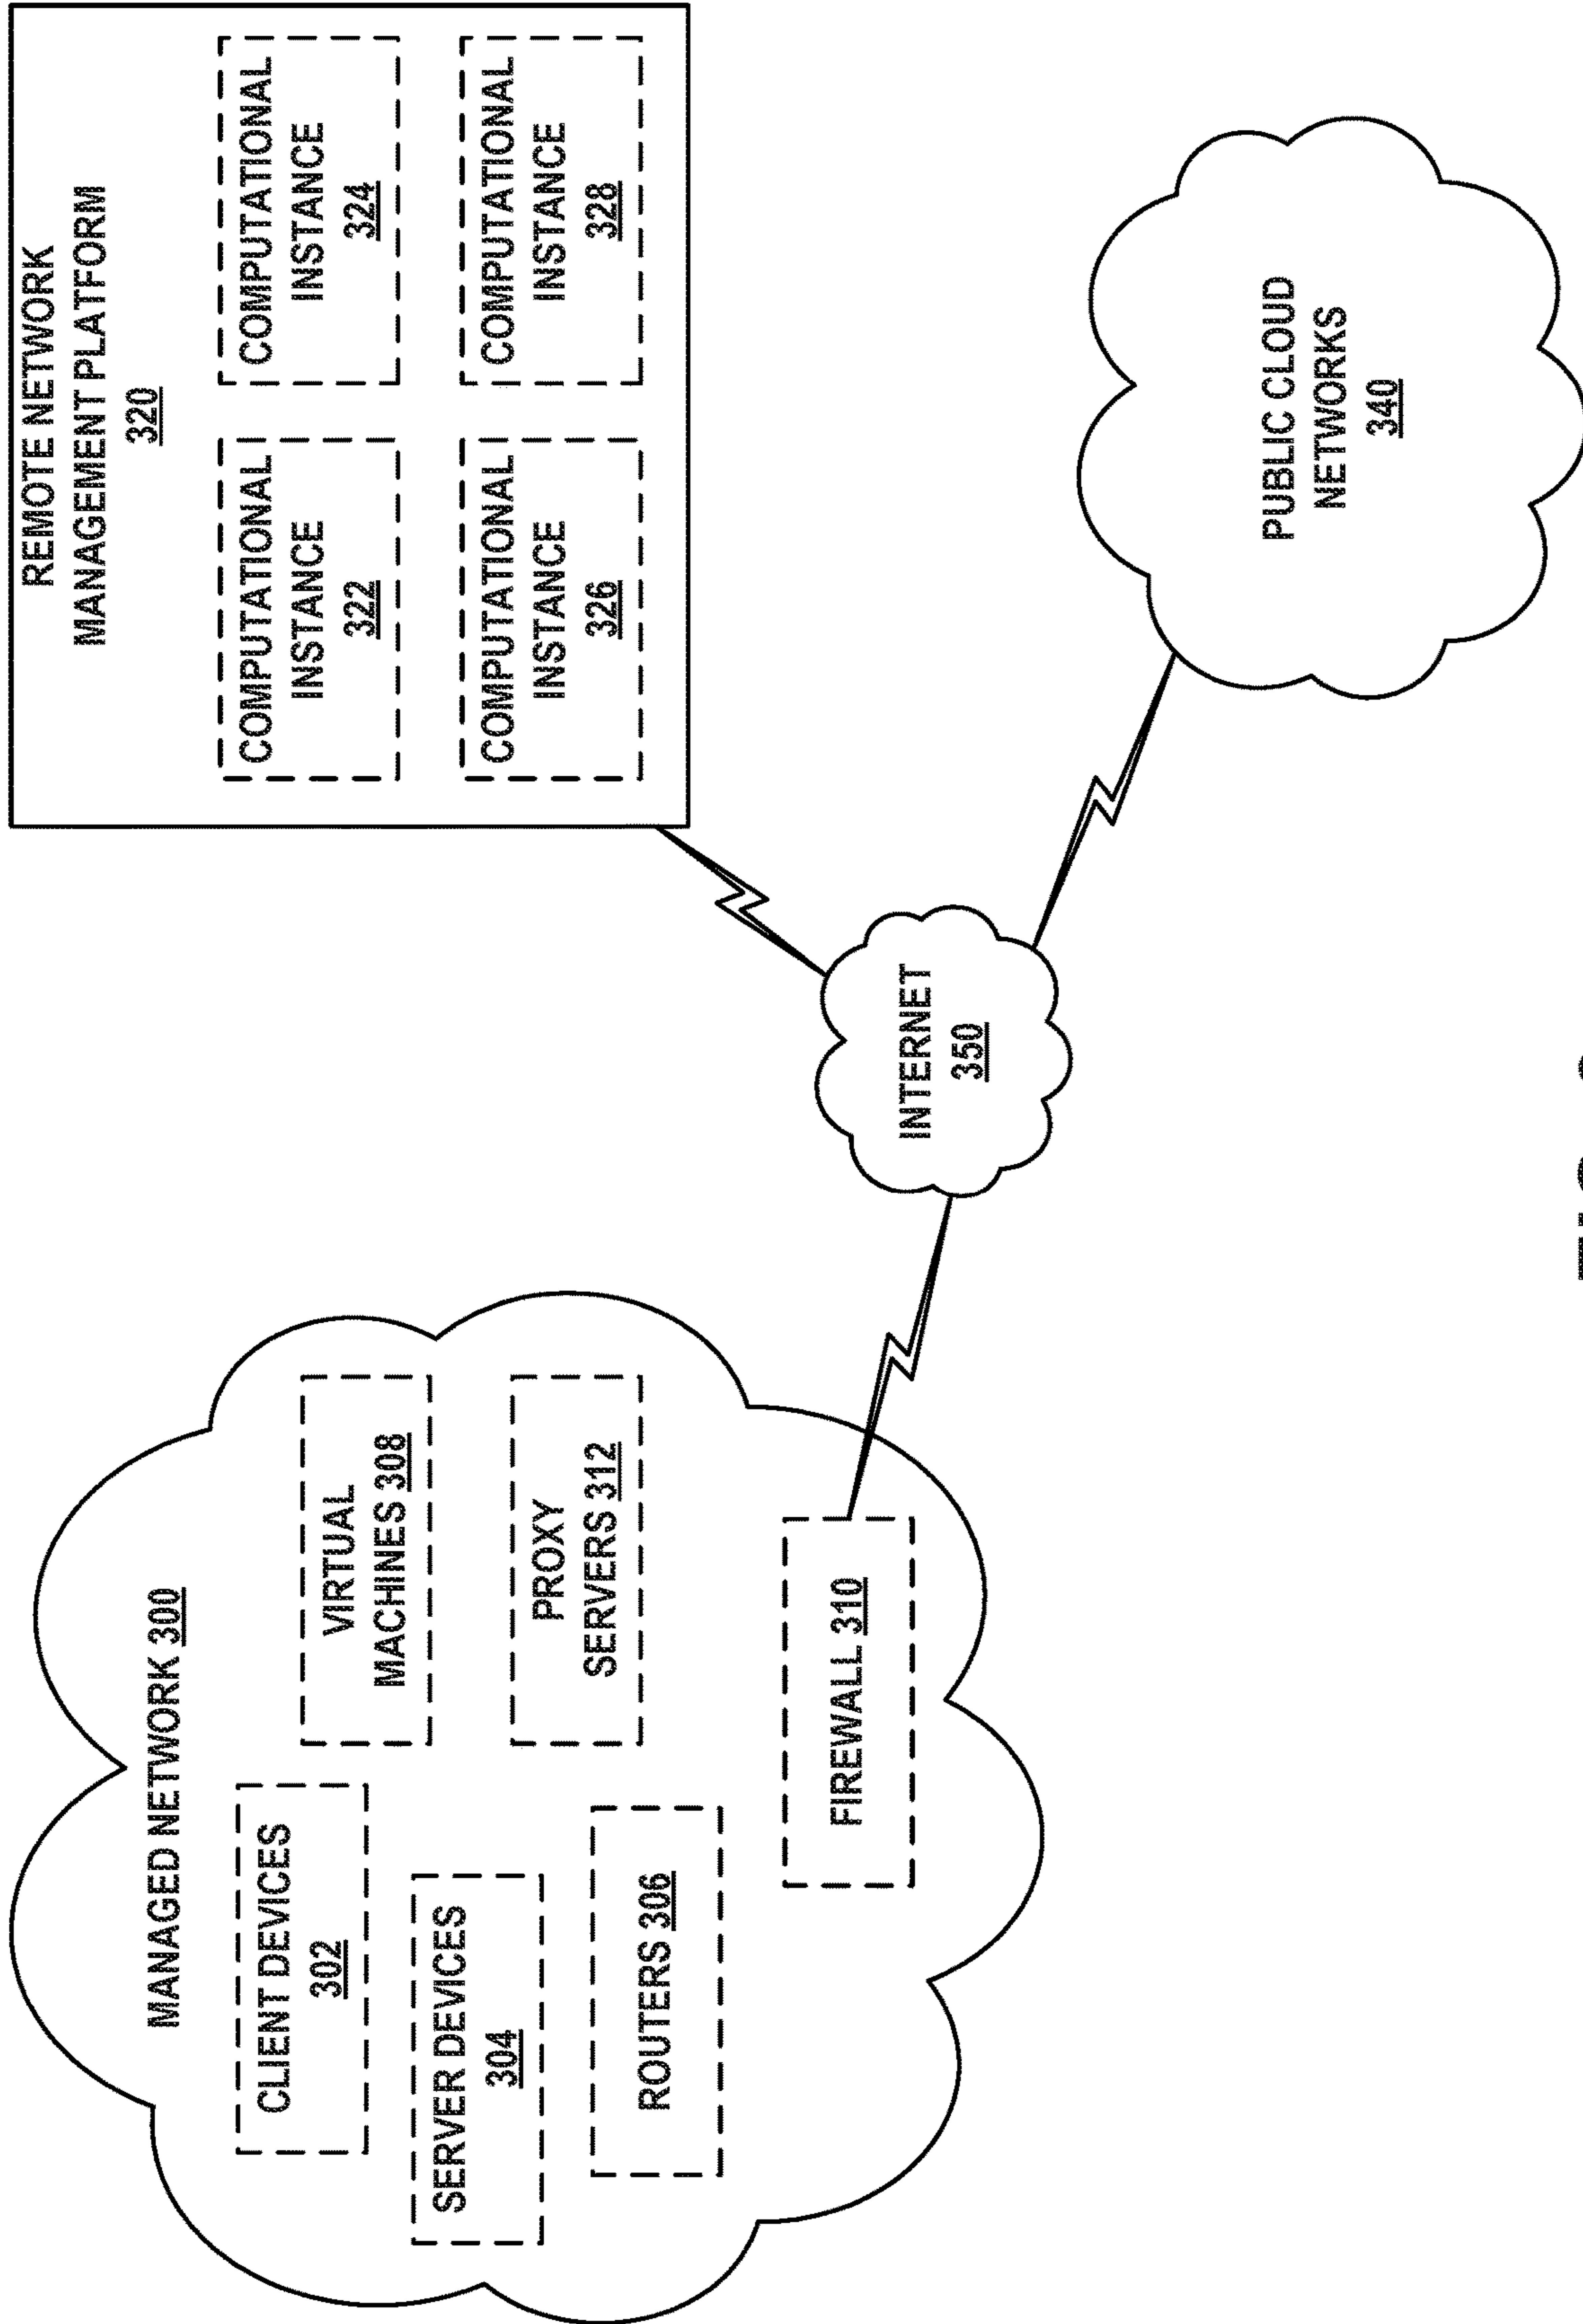 MANAGED NETWORK 300
CLIENT DEVICES
302
SERVER DEVICES
304
ROUTERS 306
VIRTUAL
MACHINES 308
PROXY
SERVERS 312
FIREWALL 310
INTERNET
350
REMOTE NETWORK
MANAGEMENT PLATFORM
320
COMPUTATIONAL
INSTANCE
322
COMPUTATIONAL
INSTANCE
324
COMPUTATIONAL
INSTANCE
326
COMPUTATIONAL
INSTANCE
328
PUBLIC CLOUD
NETWORKS
340